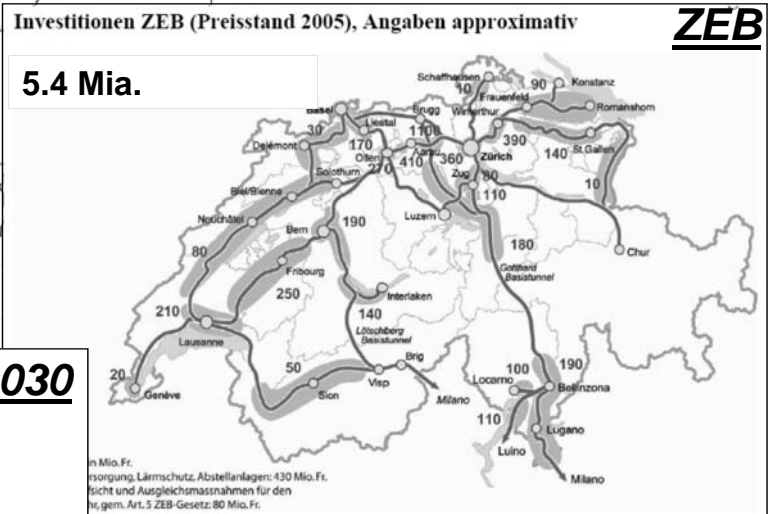 Investitionen ZEB (Preisstand 2005), Angaben approximativ
ZEB
5.4 Mia.
Schaffhausen
10
90
Konstanz
Frauenfeld
Winterthur
Romanshorn
Basel
Liestal
Brugg
1100
30
Delémont
170
Olten
Aarau
410
360
Zürich
390
140
St.Gallen
270
Solothurn
Zug
80
110
10
Biel/Bienne
Luzern
Neuchâtel
Bern
190
180
Chur
80
Gotthard
Basistunnel
Fribourg
250
Interlaken
140
210
Lausanne
Lötschberg
Basistunnel
50
Brig
20
Genève
Sion
Visp
Milano
100
190
Locarno
Bellinzona
110
Lugano
Luino
Milano
030
in Mio. Fr.
rsorgung, Lärmschutz, Abstellanlagen: 430 Mio. Fr.
fsicht und Ausgleichsmassnahmen für den
hr, gem. Art. 5 ZEB-Gesetz: 80 Mio. Fr.